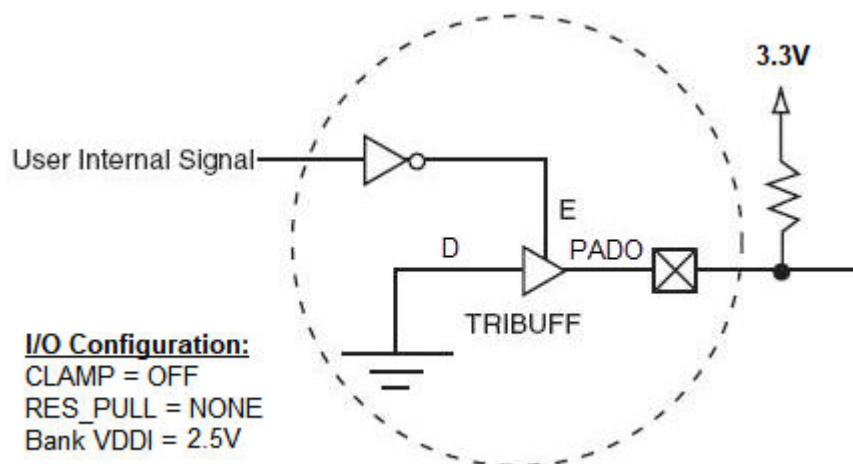 3.3V
User Internal Signal
E
D
PADO
TRIBUFF
I/O Configuration:
CLAMP = OFF
RES_PULL = NONE
Bank VDDI = 2.5V